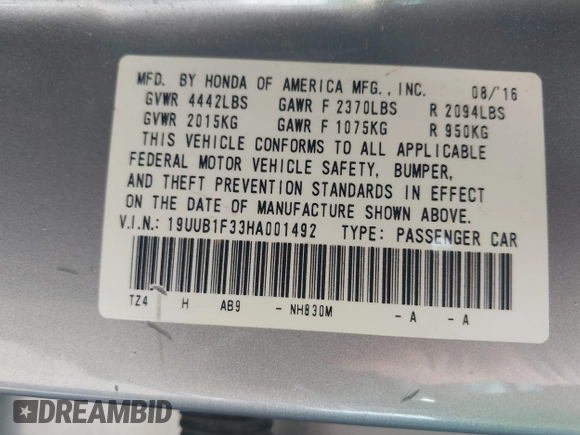 MFD. BY HONDA OF AMERICA MFG., INC. 08/'16
GVWR 4442LBS GAWR F 2370LBS R 2094LBS
GVWR 2015KG GAWR F 1075KG R 950KG
THIS VEHICLE CONFORMS TO ALL APPLICABLE
FEDERAL MOTOR VEHICLE SAFETY, BUMPER,
AND THEFT PREVENTION STANDARDS IN EFFECT
ON THE DATE OF MANUFACTURE SHOWN ABOVE.
V.I.N.: 19UUB1F33HA001492 TYPE: PASSENGER CAR
TZ4 H AB9 - NH830M - A - A
DREAMBID